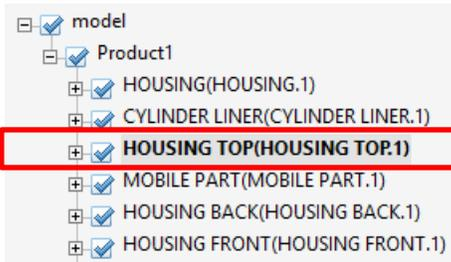 model
Product1
HOUSING(HOUSING.1)
CYLINDER LINER(CYLINDER LINER.1)
HOUSING TOP(HOUSING TOP.1)
MOBILE PART(MOBILE PART.1)
HOUSING BACK(HOUSING BACK.1)
HOUSING FRONT(HOUSING FRONT.1)